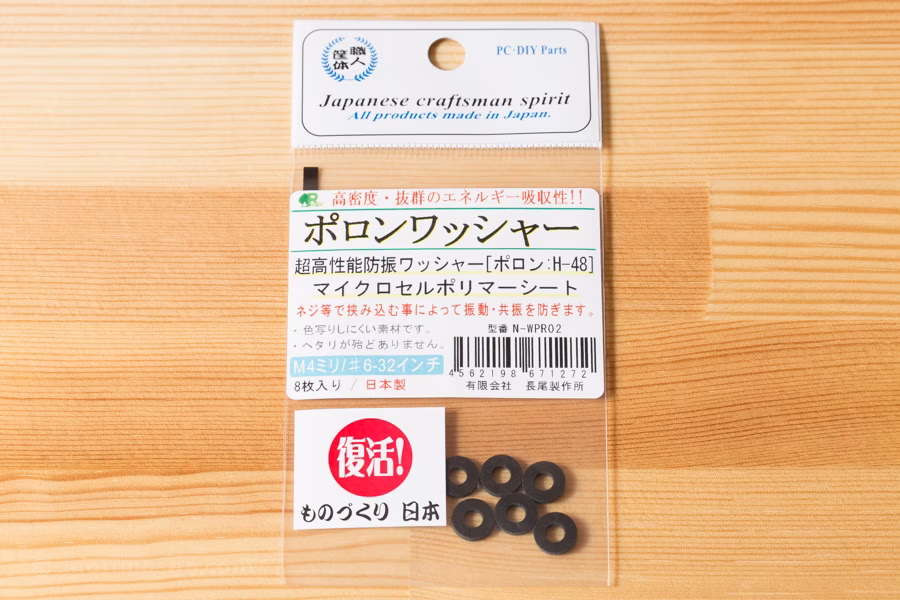 職人
筐体
PC-DIY Parts
Japanese craftsman spirit
All products made in Japan.
高密度・抜群のエネルギー吸収性!!
ポロンワッシャー
超高性能防振ワッシャー[ポロン:H-48]
マイクロセルポリマーシート
ネジ等で挟み込む事によって振動・共振を防ぎます。
・色写りしにくい素材です。
・ヘタリが殆どありません。
型番 N-WPR02
M4ミリ/♯6-32インチ
4 562198 671272
8枚入り / 日本製
有限会社 長尾製作所
復活!
ものづくり 日本